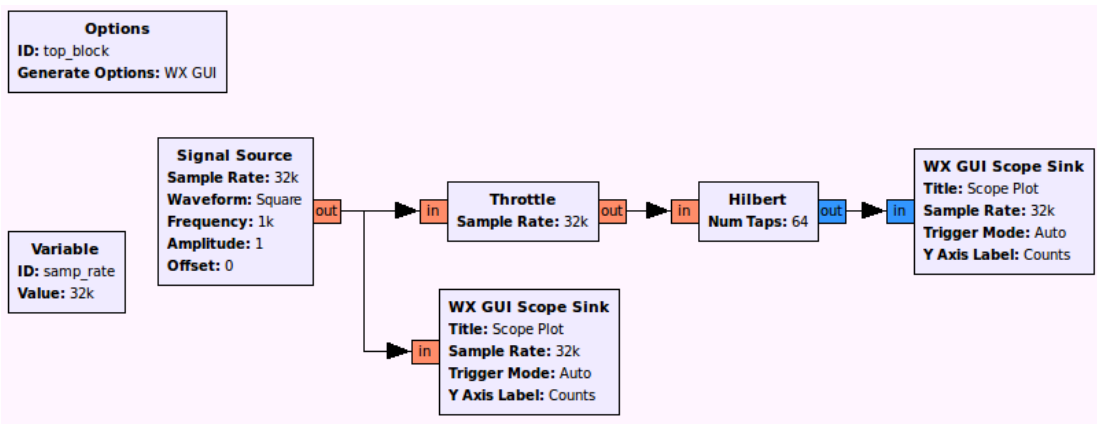 Options
ID: top_block
Generate Options: WX GUI
Variable
ID: samp_rate
Value: 32k
Signal Source
Sample Rate: 32k
Waveform: Square
Frequency: 1k
Amplitude: 1
Offset: 0
out
in
Throttle
Sample Rate: 32k
out
in
Hilbert
Num Taps: 64
out
in
WX GUI Scope Sink
Title: Scope Plot
Sample Rate: 32k
Trigger Mode: Auto
Y Axis Label: Counts
in
WX GUI Scope Sink
Title: Scope Plot
Sample Rate: 32k
Trigger Mode: Auto
Y Axis Label: Counts